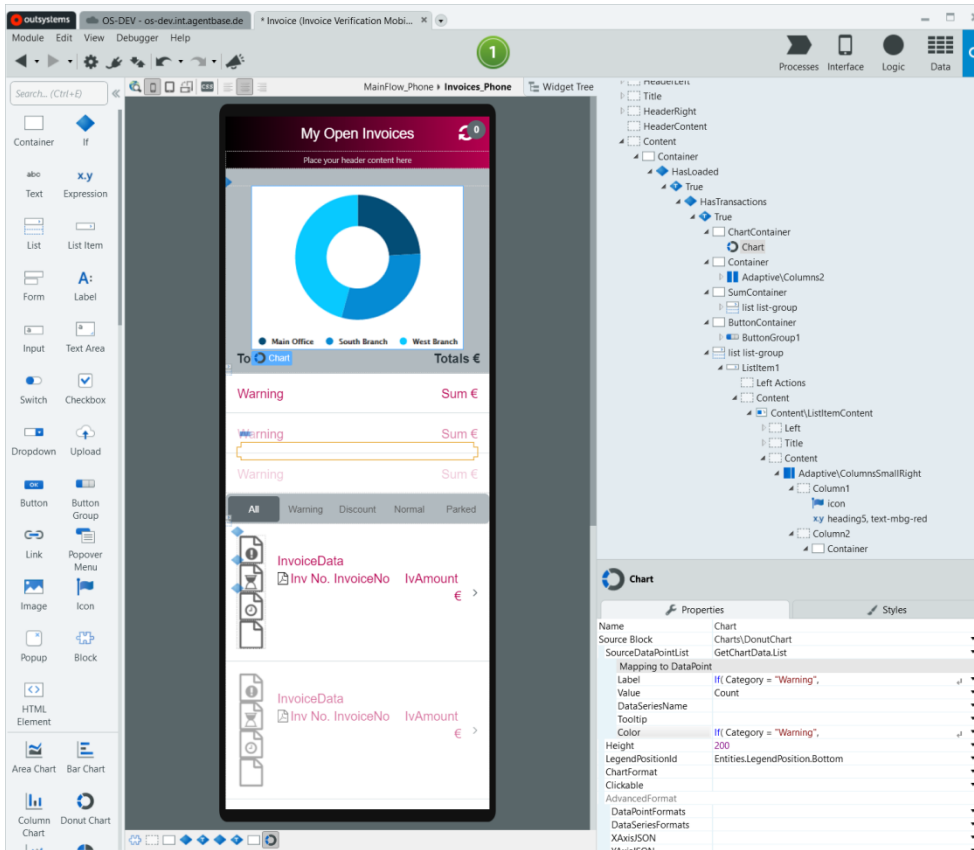 outsystems
OS-DEV - os-dev.int.agentbase.de
* Invoice (Invoice Verification Mobi...
Module Edit View Debugger Help
1
Processes Interface Logic Data
Search... (Ctrl+E)
MainFlow_Phone Invoices_Phone
Widget Tree
Container
If
abc
Text
x.y
Expression
List
List Item
Form
A:
Label
a
Input
a
Text Area
Switch
Checkbox
Dropdown
Upload
OK
Button
Button Group
Link
Popover Menu
Image
Icon
Popup
Block
HTML Element
Area Chart
Bar Chart
Column Chart
Donut Chart
My Open Invoices
0
Place your header content here
Main Office South Branch West Branch
To Chart Totals €
Warning Sum €
Warning Sum €
Warning Sum €
All Warning Discount Normal Parked
InvoiceData
Inv No. InvoiceNo IvAmount
€
InvoiceData
Inv No. InvoiceNo IvAmount
€
HeaderLeft
Title
HeaderRight
HeaderContent
Content
Container
HasLoaded
True
HasTransactions
True
ChartContainer
Chart
Container
Adaptive\Columns2
SumContainer
list list-group
ButtonContainer
ButtonGroup1
list list-group
ListItem1
Left Actions
Content
Content\ListItemContent
Left
Title
Content
Adaptive\ColumnsSmallRight
Column1
icon
x.y heading5, text-mbg-red
Column2
Container
Chart
Properties
Styles
Name Chart
Source Block Charts\DonutChart
SourceDataPointList GetChartData.List
Mapping to DataPoint
Label If( Category = "Warning",
Value Count
DataSeriesName
Tooltip
Color If( Category = "Warning",
Height 200
LegendPositionId Entities.LegendPosition.Bottom
ChartFormat
Clickable
AdvancedFormat
DataPointFormats
DataSeriesFormats
XAxisJSON
YAxisJSON